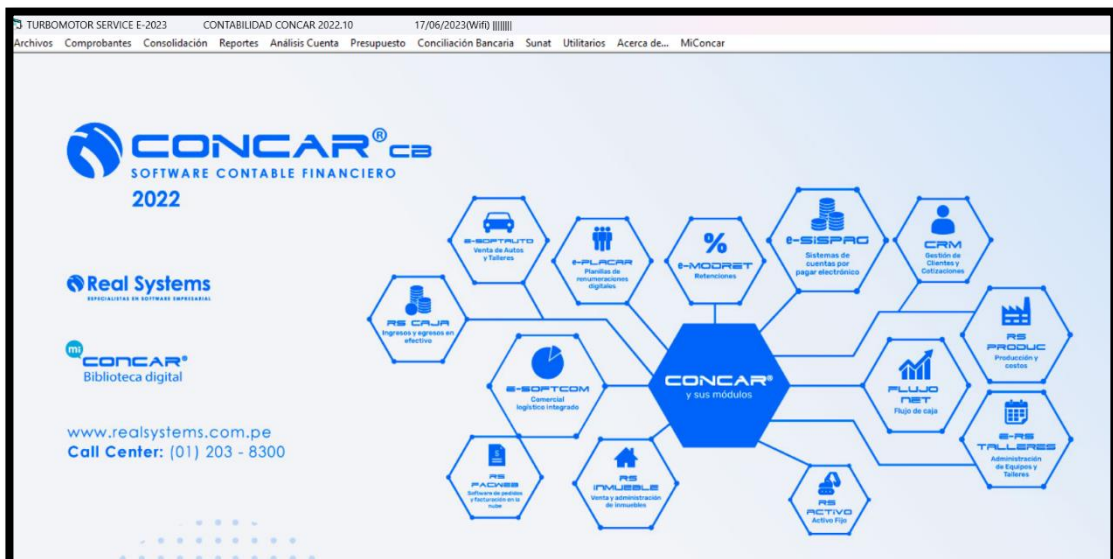 TURBOMOTOR SERVICE E-2023 CONTABILIDAD CONCAR 2022.10 17/06/2023(Wifi) ||||||||
Archivos Comprobantes Consolidación Reportes Análisis Cuenta Presupuesto Conciliación Bancaria Sunat Utilitarios Acerca de... MiConcar
CONCAR® CB
SOFTWARE CONTABLE FINANCIERO
2022
Real Systems
ESPECIALISTAS EN SOFTWARE EMPRESARIAL
mi
CONCAR®
Biblioteca digital
www.realsystems.com.pe
Call Center: (01) 203 - 8300
E-SOFTAUTO
Venta de Autos
y Talleres
e-PLACAR
Planillas de
renumeraciones
digitales
%
e-MODRET
Retenciones
e-SISPAG
Sistemas de
cuentas por
pagar electrónico
CRM
Gestión de
Clientes y
Cotizaciones
RS CAJA
Ingresos y egresos en
efectivo
E-SOFTCOM
Comercial
logístico integrado
CONCAR®
y sus módulos
FLUJO
NET
Flujo de caja
RS
PRODUC
Producción y
costos
E-RS
TALLERES
Administración
de Equipos y
Talleres
RS
FACWEB
Software de pedidos
y facturación en la
nube
RS
INMUEBLE
Venta y administración
de inmuebles
RS
ACTIVO
Activo Fijo